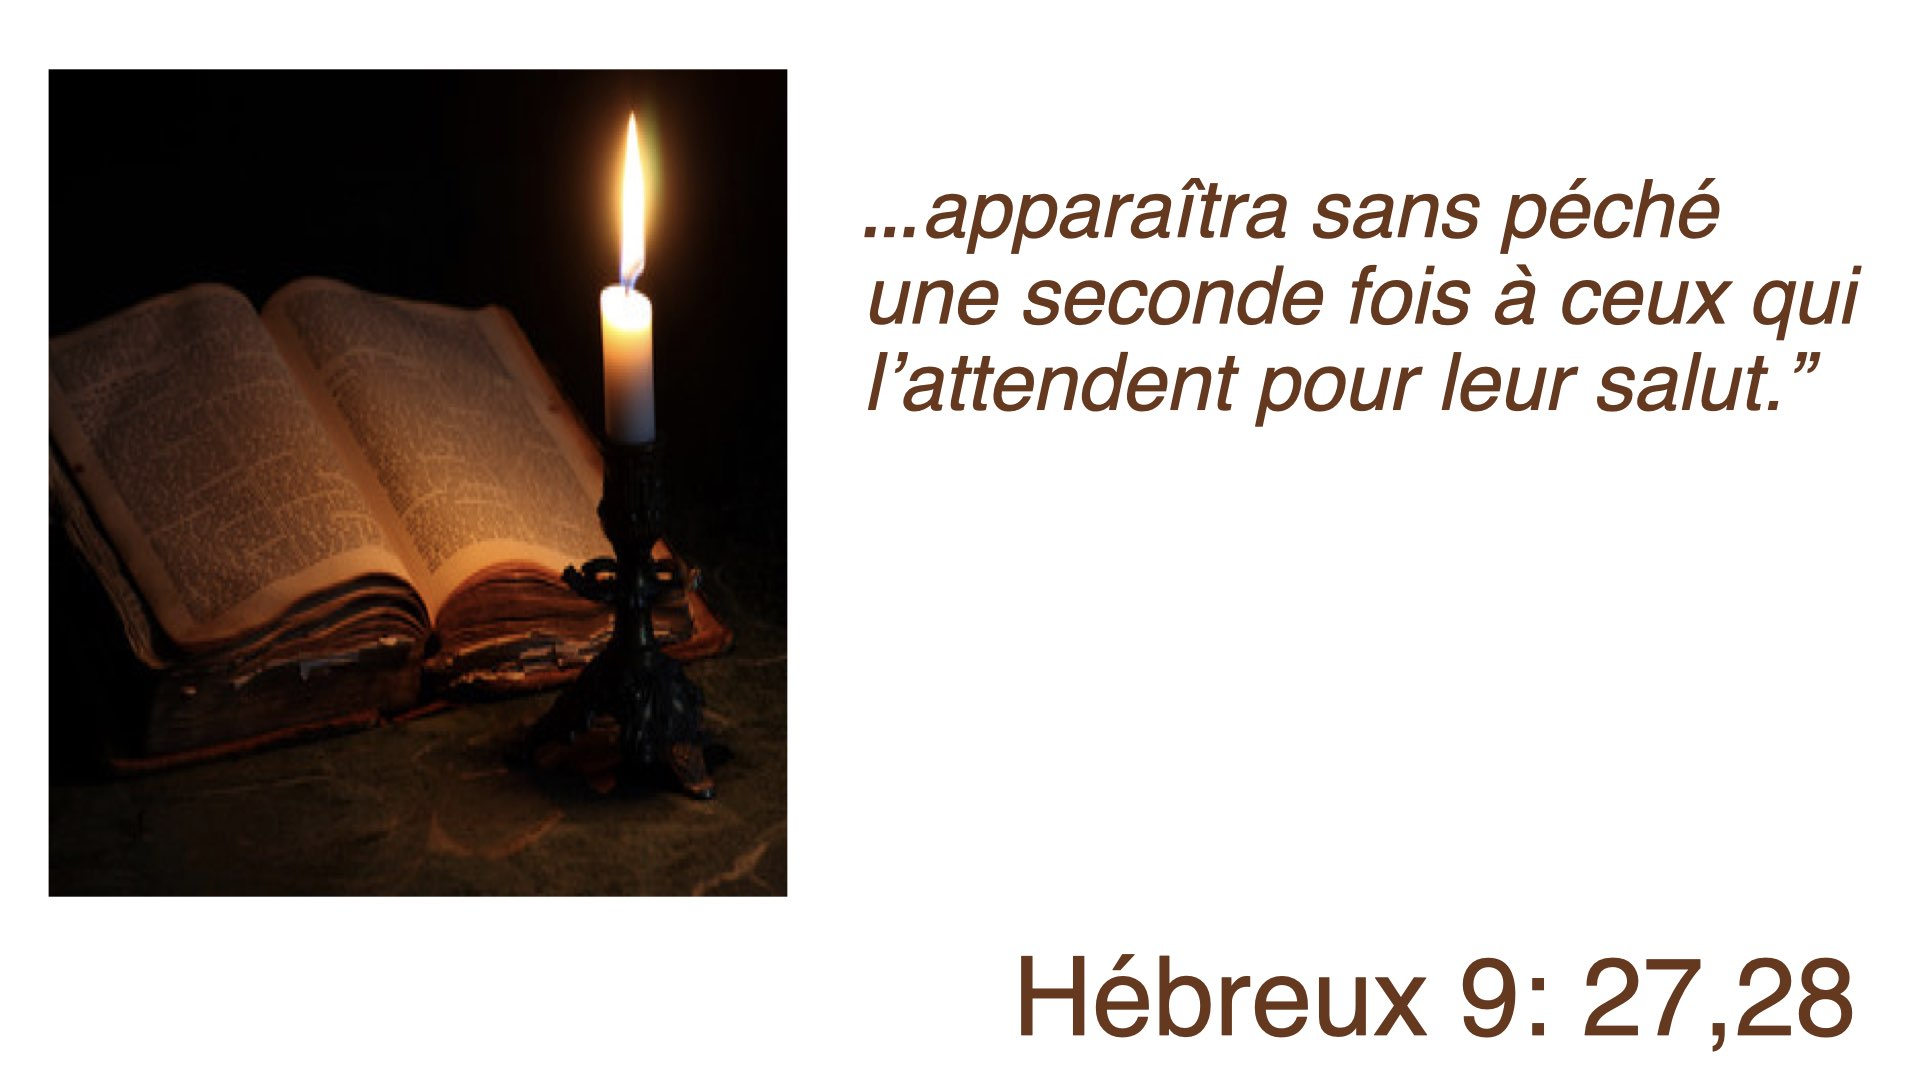 ...apparaîtra sans péché
une seconde fois à ceux qui
l’attendent pour leur salut.”
Hébreux 9: 27,28